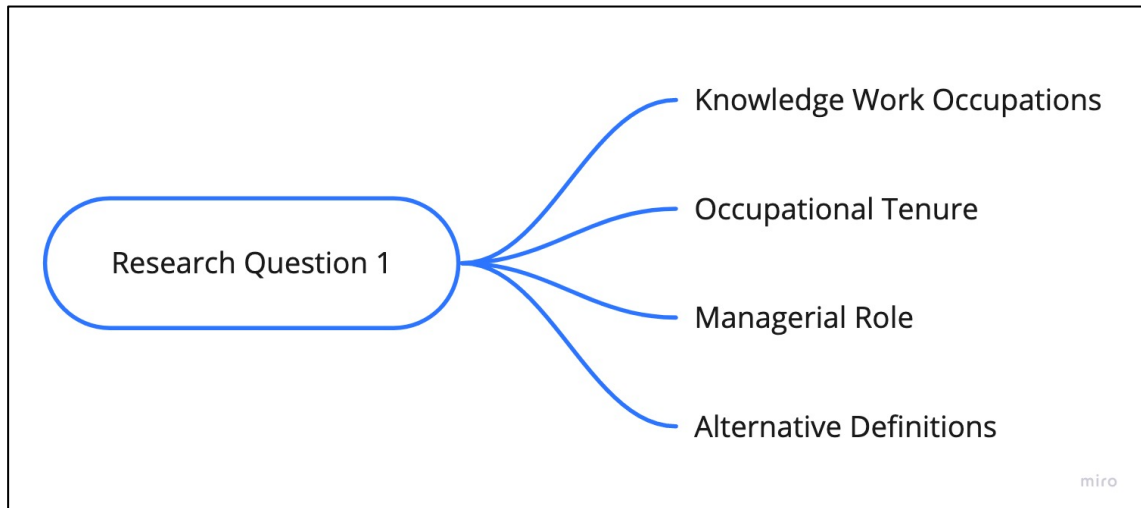 Knowledge Work Occupations
Occupational Tenure
Research Question 1
Managerial Role
Alternative Definitions
miro